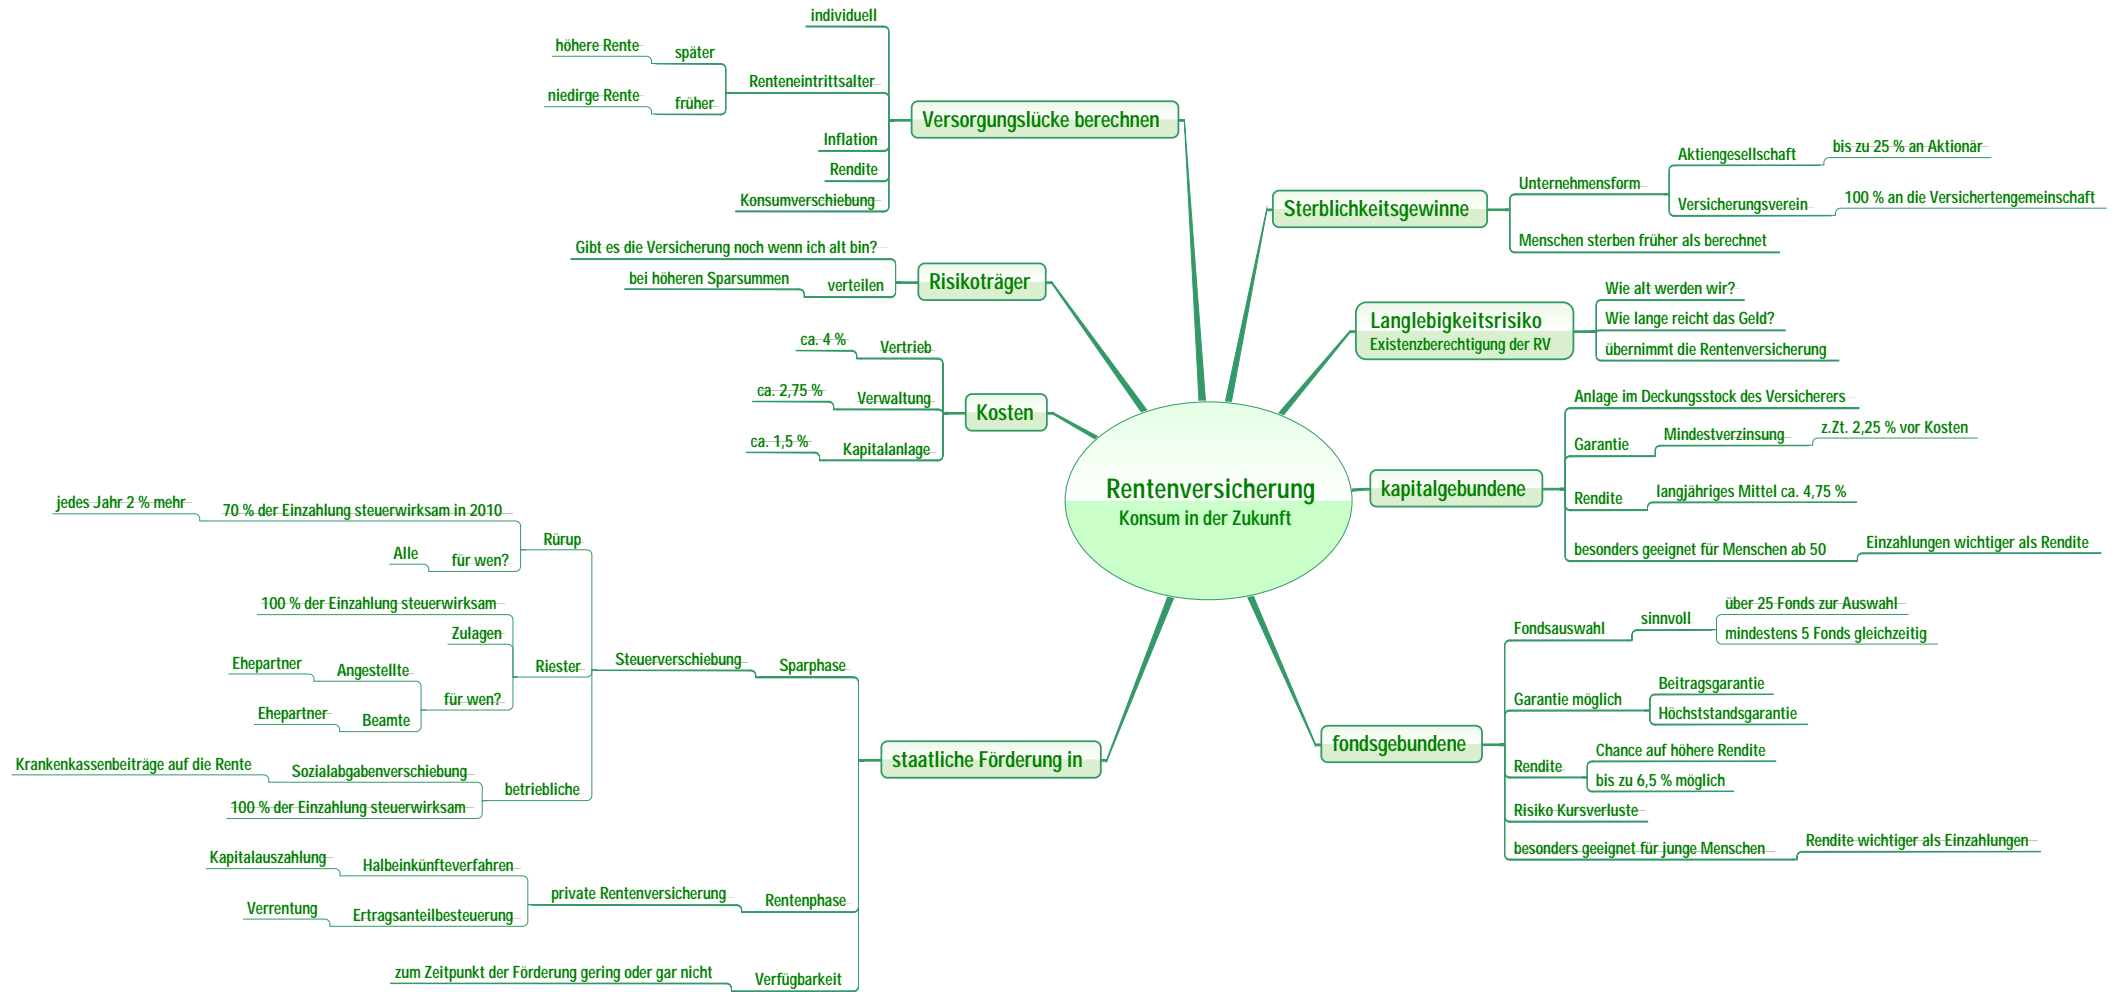 Rentenversicherung
Konsum in der Zukunft
Sterblichkeitsgewinne
Unternehmensform
Aktiengesellschaft
bis zu 25 % an Aktionär
Versicherungsverein
100 % an die Versichertengemeinschaft
Menschen sterben früher als berechnet
Langlebigkeitsrisiko
Existenzberechtigung der RV
Wie alt werden wir?
Wie lange reicht das Geld?
übernimmt die Rentenversicherung
kapitalgebundene
Anlage im Deckungsstock des Versicherers
Garantie
Mindestverzinsung
z.Zt. 2,25 % vor Kosten
Rendite
langjähriges Mittel ca. 4,75 %
besonders geeignet für Menschen ab 50
Einzahlungen wichtiger als Rendite
fondsgebundene
Fondsauswahl
sinnvoll
über 25 Fonds zur Auswahl
mindestens 5 Fonds gleichzeitig
Garantie möglich
Beitragsgarantie
Höchststandsgarantie
Rendite
Chance auf höhere Rendite
bis zu 6,5 % möglich
Risiko Kursverluste
besonders geeignet für junge Menschen
Rendite wichtiger als Einzahlungen
Versorgungslücke berechnen
individuell
Renteneintrittsalter
später
höhere Rente
früher
niedirge Rente
Inflation
Rendite
Konsumverschiebung
Risikoträger
Gibt es die Versicherung noch wenn ich alt bin?
verteilen
bei höheren Sparsummen
Kosten
Vertrieb
ca. 4 %
Verwaltung
ca. 2,75 %
Kapitalanlage
ca. 1,5 %
staatliche Förderung in
Sparphase
Steuerverschiebung
Rürup
70 % der Einzahlung steuerwirksam in 2010
jedes Jahr 2 % mehr
für wen?
Alle
Riester
100 % der Einzahlung steuerwirksam
Zulagen
für wen?
Angestellte
Ehepartner
Beamte
Ehepartner
betriebliche
Sozialabgabenverschiebung
Krankenkassenbeiträge auf die Rente
100 % der Einzahlung steuerwirksam
Rentenphase
private Rentenversicherung
Halbeinkünfteverfahren
Kapitalauszahlung
Ertragsanteilbesteuerung
Verrentung
Verfügbarkeit
zum Zeitpunkt der Förderung gering oder gar nicht